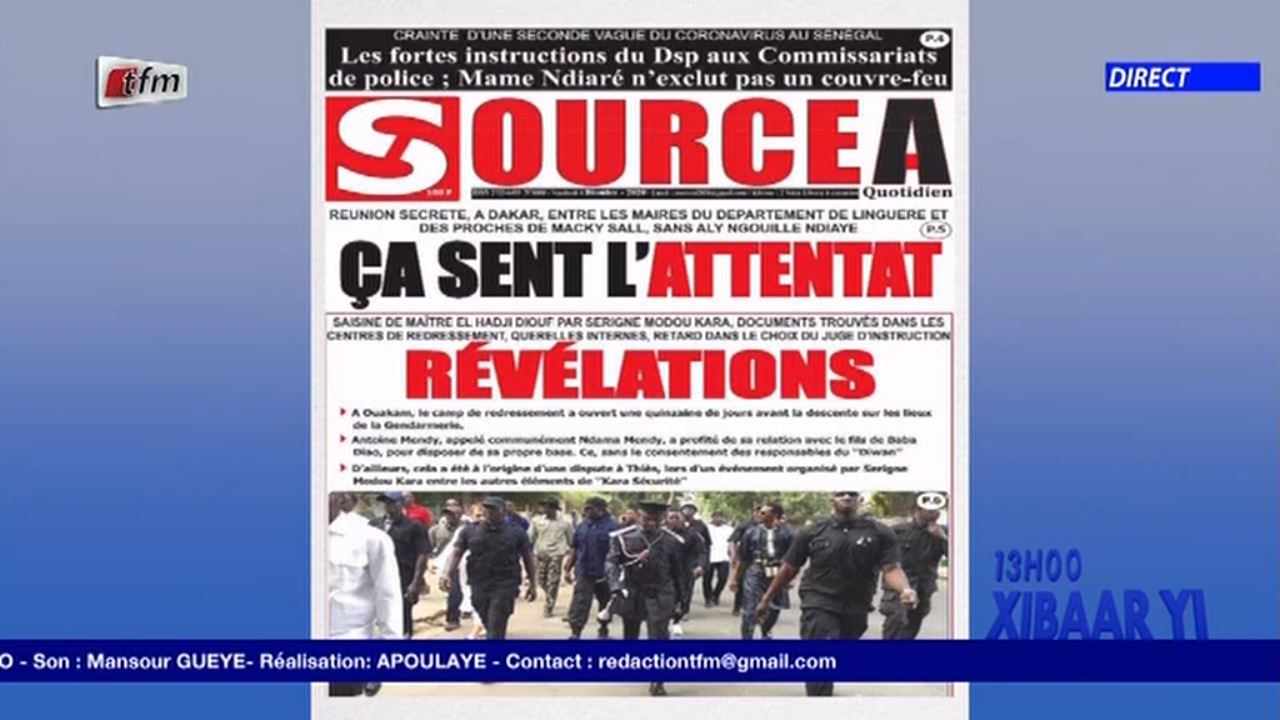 tfm
DIRECT
CRAINTE D'UNE SECONDE VAGUE DU CORONAVIRUS AU SÉNÉGAL
P.4
Les fortes instructions du Dsp aux Commissariats
de police ; Mame Ndiaré n'exclut pas un couvre-feu
SOURCE A
100 F
Quotidien
REUNION SECRETE, A DAKAR, ENTRE LES MAIRES DU DEPARTEMENT DE LINGUERE ET
DES PROCHES DE MACKY SALL, SANS ALY NGOUILLE NDIAYE
P.5
ÇA SENT L'ATTENTAT
SAISINE DE MAÎTRE EL HADJI DIOUF PAR SERIGNE MODOU KARA, DOCUMENTS TROUVÉS DANS LES
CENTRES DE REDRESSEMENT, QUERELLES INTERNES, RETARD DANS LE CHOIX DU JUGE D'INSTRUCTION
RÉVÉLATIONS
A Ouakam, le camp de redressement a ouvert une quinzaine de jours avant la descente sur les lieux
de la Gendarmerie.
Antoine Mendy, appelé communément Ndama Mendy, a profité de sa relation avec le fils de Baba
Diao, pour disposer de sa propre base. Ce, sans le consentement des responsables du "Diwan"
D'ailleurs, cela a été à l'origine d'une dispute à Thiès, lors d'un événement organisé par Serigne
Modou Kara entre les autres éléments de "Kara Sécurité"
13H00
XIBAAR YI
O - Son : Mansour GUEYE- Réalisation: APOULAYE - Contact : redactiontfm@gmail.com